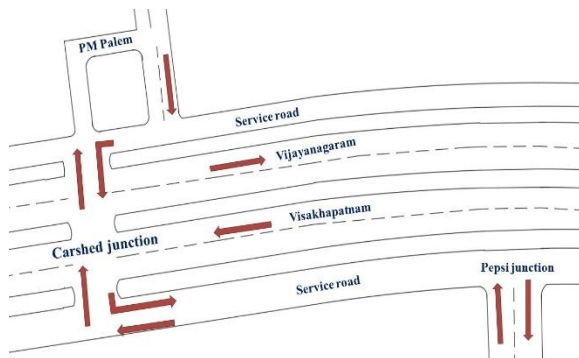 PM Palem
Service road
Vijayanagaram
Visakhapatnam
Carshed junction
Pepsi junction
Service road